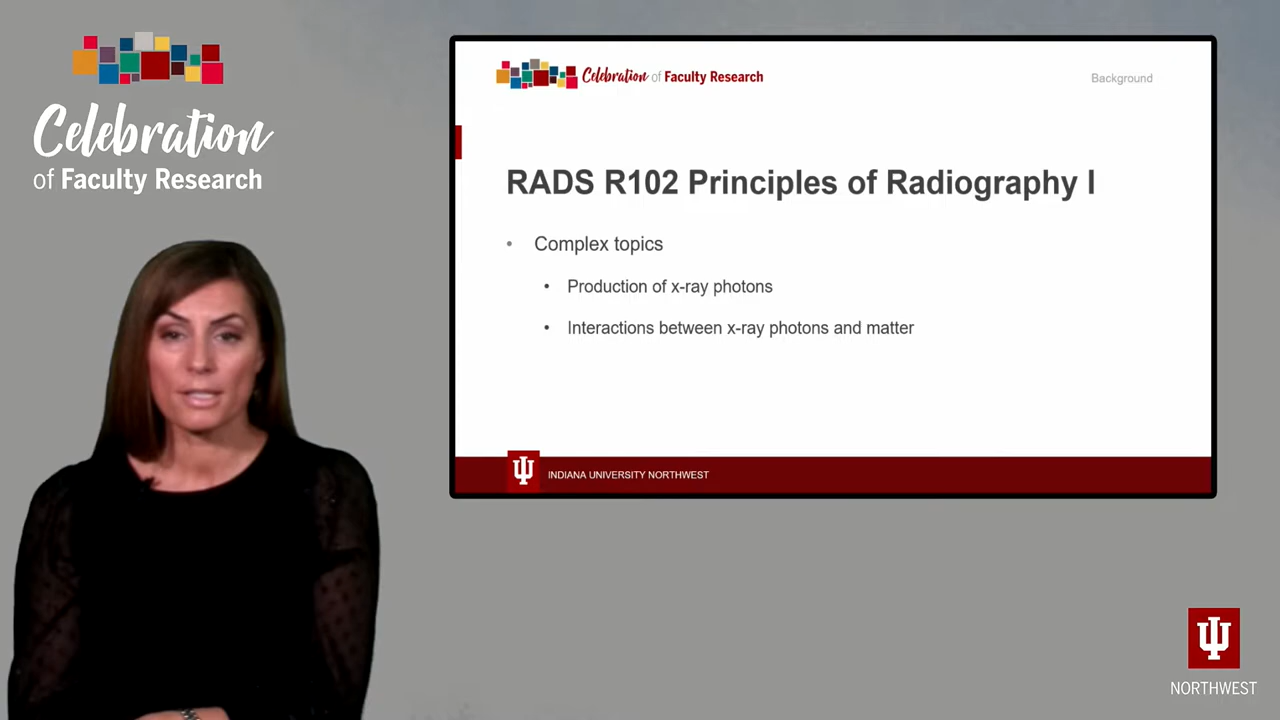 Celebration
of Faculty Research
Celebration of Faculty Research
Background
RADS R102 Principles of Radiography I
• Complex topics
• Production of x-ray photons
• Interactions between x-ray photons and matter
INDIANA UNIVERSITY NORTHWEST
NORTHWEST